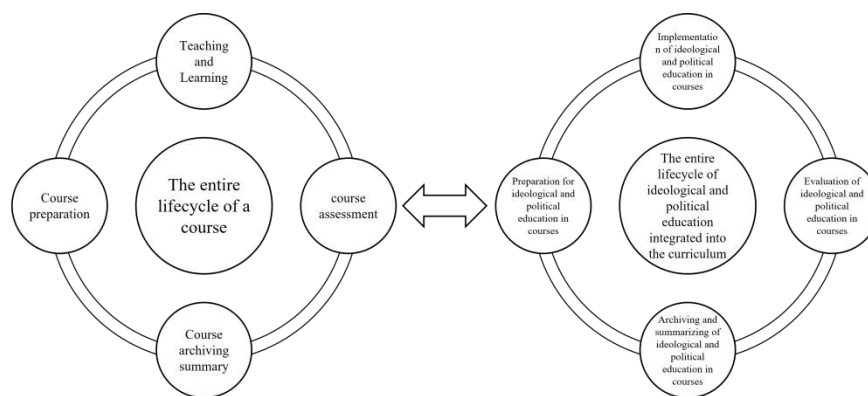 Teaching
and
Learning
Course
preparation
The entire
lifecycle of a
course
course
assessment
Course
archiving
summary
Implementatio
n of ideological
and political
education in
courses
Preparation for
ideological and
political
education in
courses
The entire
lifecycle of
ideological and
political
education
integrated into
the curriculum
Evaluation of
ideological and
political
education in
courses
Archiving and
summarizing of
ideological and
political
education in
courses